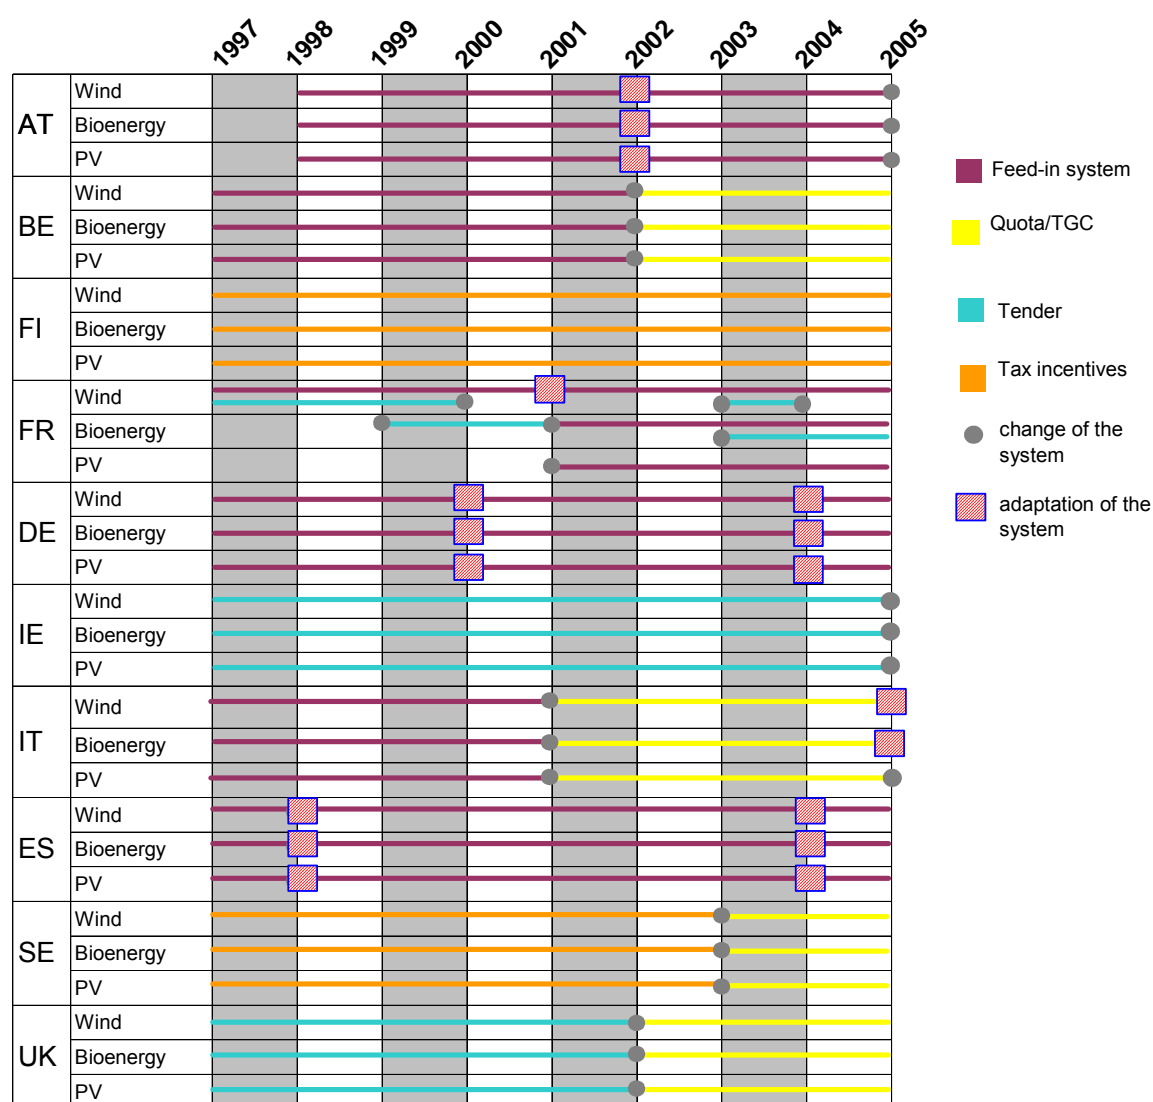 1997 1998 1999 2000 2001 2002 2003 2004 2005
AT
Wind
Bioenergy
PV
BE
Wind
Bioenergy
PV
FI
Wind
Bioenergy
PV
FR
Wind
Bioenergy
PV
DE
Wind
Bioenergy
PV
IE
Wind
Bioenergy
PV
IT
Wind
Bioenergy
PV
ES
Wind
Bioenergy
PV
SE
Wind
Bioenergy
PV
UK
Wind
Bioenergy
PV
Feed-in system
Quota/TGC
Tender
Tax incentives
change of the
system
adaptation of the
system